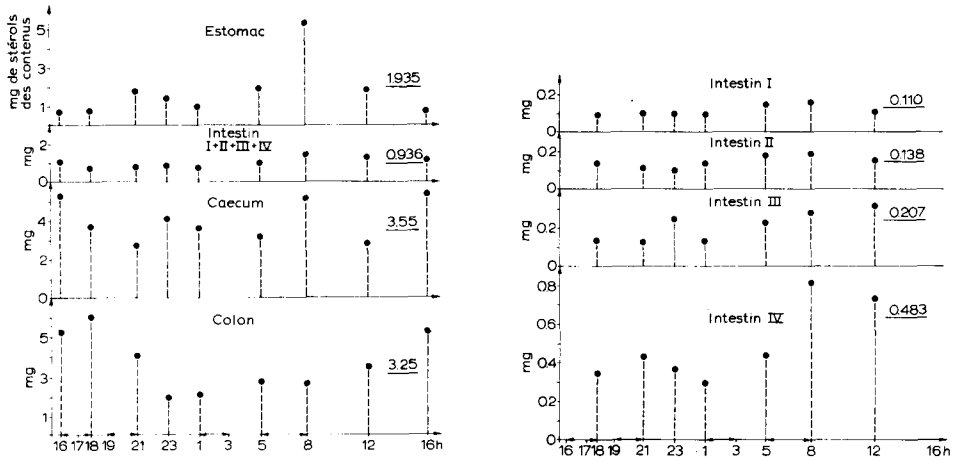 mg de stérols
des contenus
5
3
1
Estomac
1.935
Intestin
I+II+III+IV
mg
2
0
0.936
Caecum
mg
4
2
0
3.55
Colon
mg
5
3
1
3.25
16 17 18 19 21 23 1 3 5 8 12 16h
Intestin I
mg
0.2
0
0.110
Intestin II
mg
0.2
0
0.138
Intestin III
mg
0.2
0
0.207
Intestin IV
mg
0.8
0.6
0.4
0.2
0
0.483
16 17 18 19 21 23 1 3 5 8 12 16h